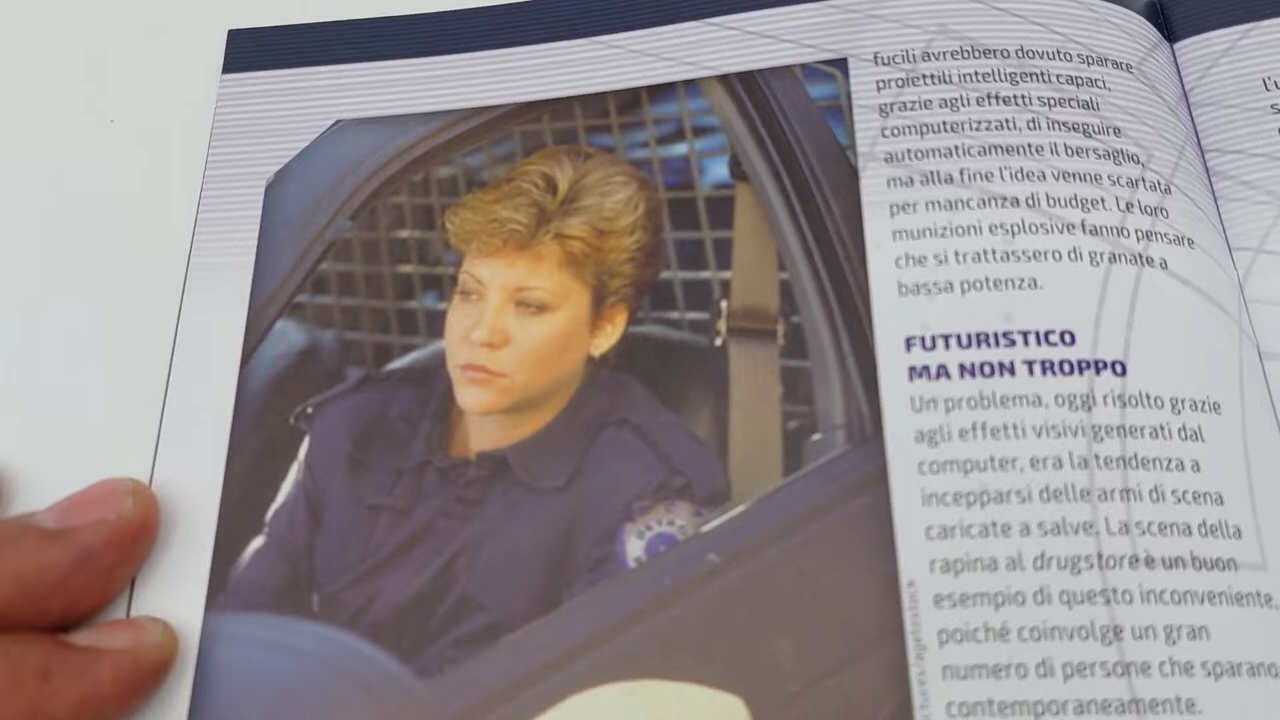 fucili avrebbero dovuto sparare
proiettili intelligenti capaci,
grazie agli effetti speciali
computerizzati, di inseguire
automaticamente il bersaglio,
ma alla fine l'idea venne scartata
per mancanza di budget. Le loro
munizioni esplosive fanno pensare
che si trattassero di granate a
bassa potenza.
FUTURISTICO
MA NON TROPPO
Un problema, oggi risolto grazie
agli effetti visivi generati dal
computer, era la tendenza a
incepparsi delle armi di scena
caricate a salve. La scena della
rapina al drugstore è un buon
esempio di questo inconveniente,
poiché coinvolge un gran
numero di persone che sparano
contemporaneamente.